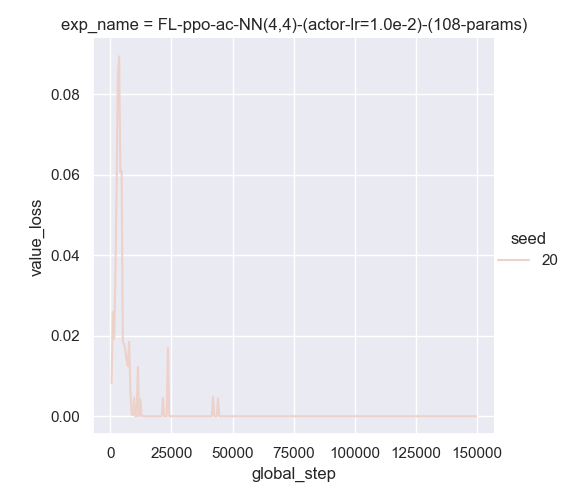 exp_name = FL-ppo-ac-NN(4,4)-(actor-lr=1.0e-2)-(108-params)
0.08
0.06
0.04
0.02
0.00
value_loss
0 25000 50000 75000 100000 125000 150000
global_step
seed
20